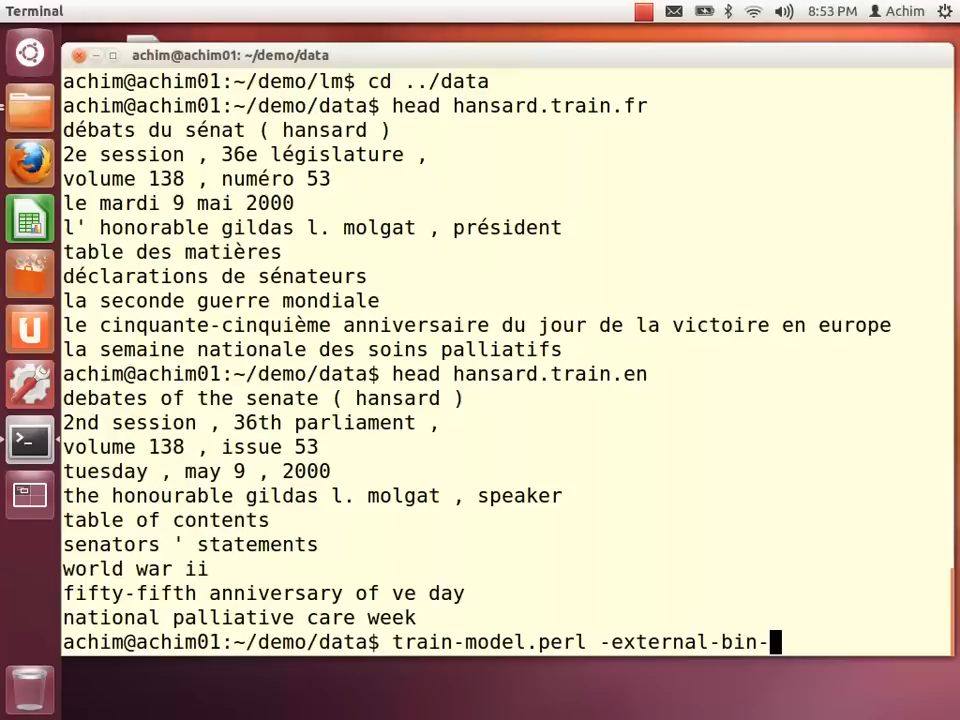 Terminal
8:53 PM
Achim
achim@achim01: ~/demo/data
achim@achim01:~/demo/lm$ cd ../data
achim@achim01:~/demo/data$ head hansard.train.fr
débats du sénat ( hansard )
2e session , 36e législature ,
volume 138 , numéro 53
le mardi 9 mai 2000
l' honorable gildas l. molgat , président
table des matières
déclarations de sénateurs
la seconde guerre mondiale
le cinquante-cinquième anniversaire du jour de la victoire en europe
la semaine nationale des soins palliatifs
achim@achim01:~/demo/data$ head hansard.train.en
debates of the senate ( hansard )
2nd session , 36th parliament ,
volume 138 , issue 53
tuesday , may 9 , 2000
the honourable gildas l. molgat , speaker
table of contents
senators ' statements
world war ii
fifty-fifth anniversary of ve day
national palliative care week
achim@achim01:~/demo/data$ train-model.perl -external-bin-